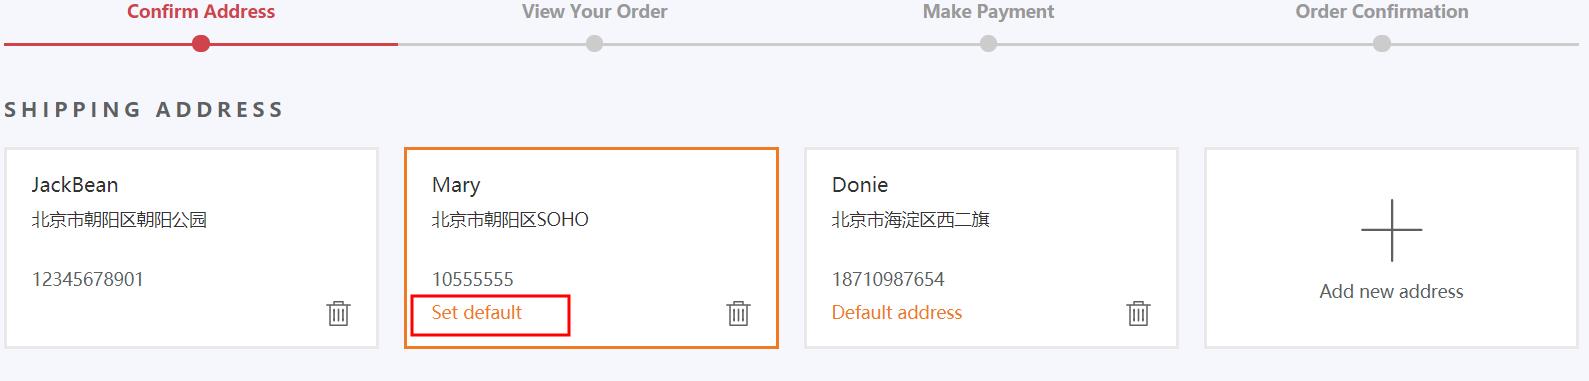 Confirm Address
View Your Order
Make Payment
Order Confirmation
SHIPPING ADDRESS
JackBean
北京市朝阳区朝阳公园
12345678901
Mary
北京市朝阳区SOHO
10555555
Set default
Donie
北京市海淀区西二旗
18710987654
Default address
Add new address